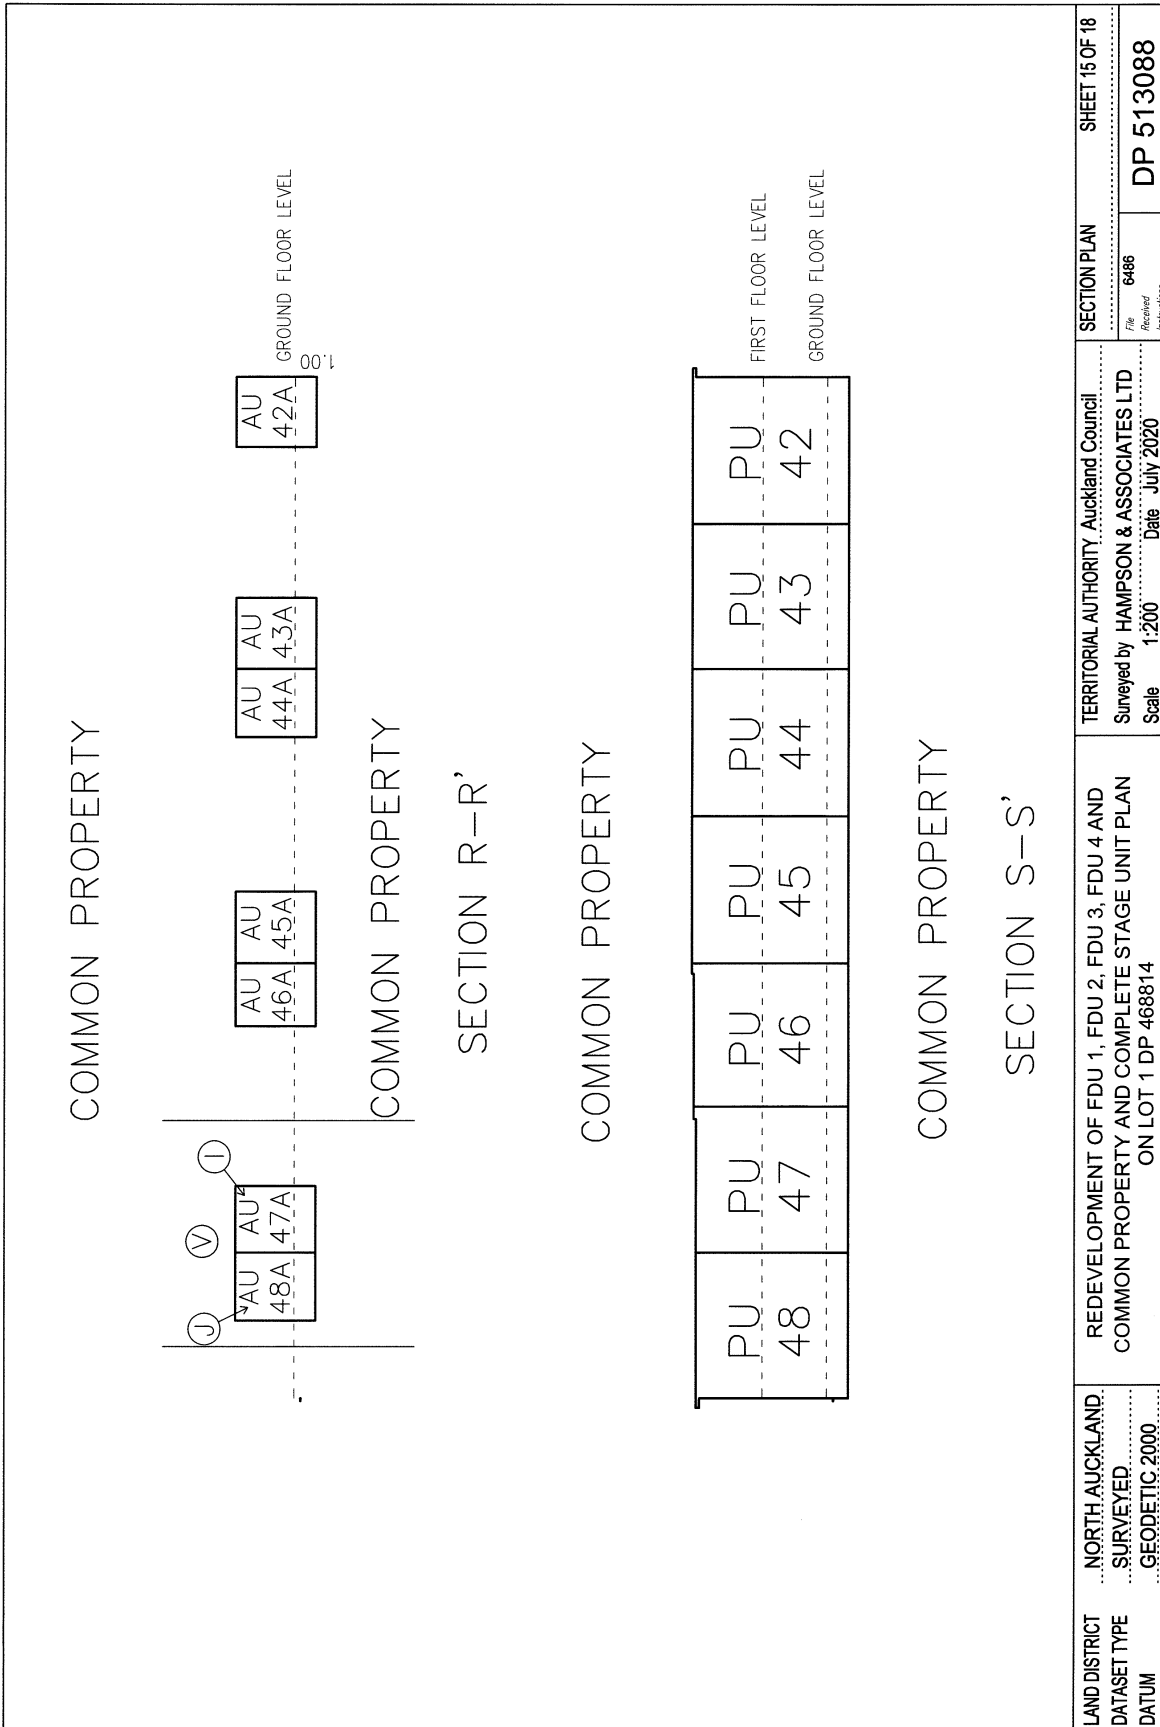 COMMON PROPERTY
J
V
I
AU 48A
AU 47A
AU 46A
AU 45A
AU 44A
AU 43A
AU 42A
GROUND FLOOR LEVEL
1.00
COMMON PROPERTY
SECTION R-R'
COMMON PROPERTY
PU 48
PU 47
PU 46
PU 45
PU 44
PU 43
PU 42
FIRST FLOOR LEVEL
GROUND FLOOR LEVEL
COMMON PROPERTY
SECTION S-S'
LAND DISTRICT NORTH AUCKLAND
DATASET TYPE SURVEYED
DATUM GEODETIC 2000
REDEVELOPMENT OF FDU 1, FDU 2, FDU 3, FDU 4 AND
COMMON PROPERTY AND COMPLETE STAGE UNIT PLAN
ON LOT 1 DP 468814
TERRITORIAL AUTHORITY Auckland Council
Surveyed by HAMPSON & ASSOCIATES LTD
Scale 1:200 Date July 2020
SECTION PLAN SHEET 15 OF 18
File 6486
Received
DP 513088